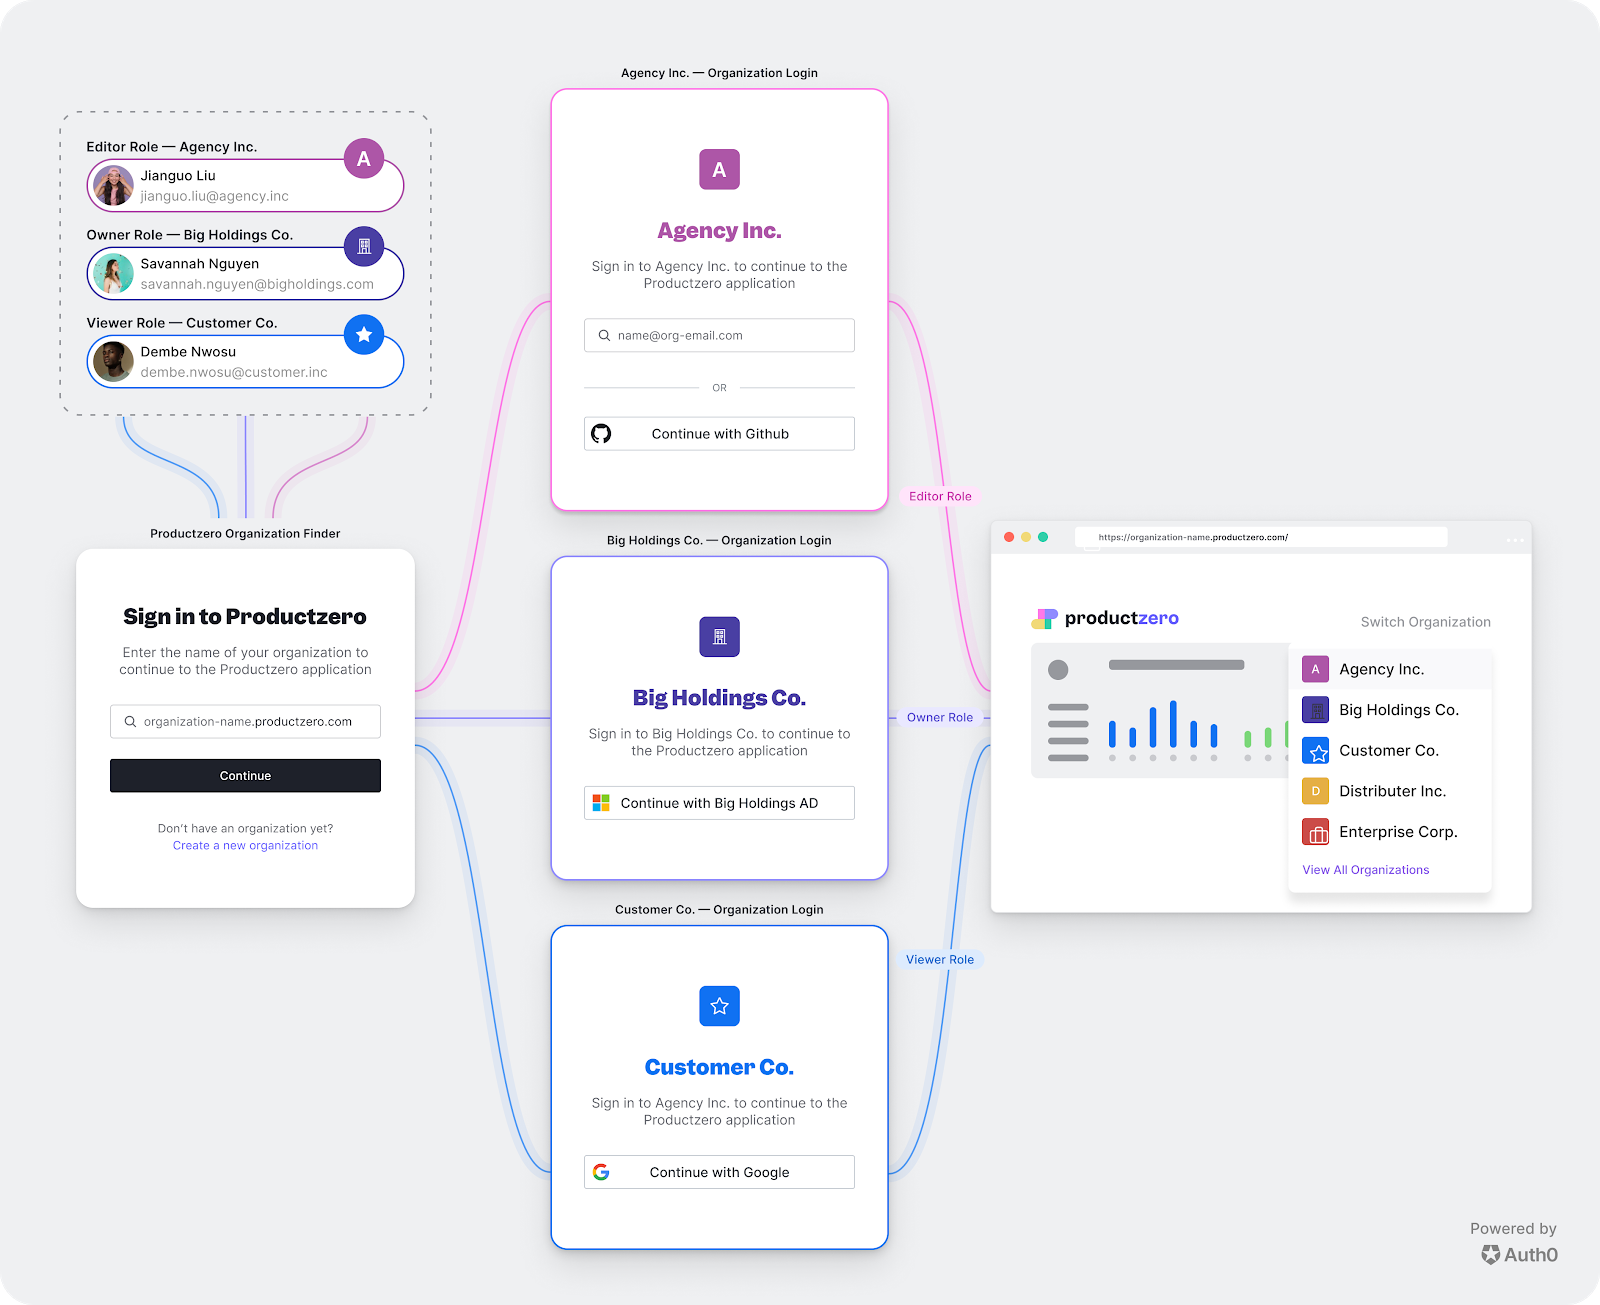 Agency Inc. — Organization Login
Editor Role — Agency Inc.
A
Jianguo Liu
jianguo.liu@agency.inc
Owner Role — Big Holdings Co.
Savannah Nguyen
savannah.nguyen@bigholdings.com
Viewer Role — Customer Co.
Dembe Nwosu
dembe.nwosu@customer.inc
Productzero Organization Finder
Sign in to Productzero
Enter the name of your organization to
continue to the Productzero application
organization-name.productzero.com
Continue
Don't have an organization yet?
Create a new organization
A
Agency Inc.
Sign in to Agency Inc. to continue to the
Productzero application
name@org-email.com
OR
Continue with Github
Big Holdings Co. — Organization Login
Big Holdings Co.
Sign in to Big Holdings Co. to continue to
the Productzero application
Continue with Big Holdings AD
Customer Co. — Organization Login
Customer Co.
Sign in to Agency Inc. to continue to the
Productzero application
Continue with Google
Editor Role
Owner Role
Viewer Role
https://organization-name.productzero.com/
productzero
Switch Organization
A Agency Inc.
Big Holdings Co.
Customer Co.
D Distributer Inc.
Enterprise Corp.
View All Organizations
Powered by
Auth0